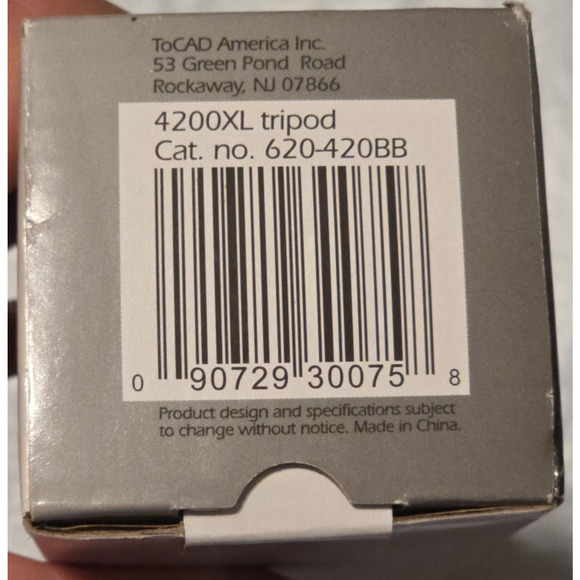 ToCAD America Inc.
53 Green Pond Road
Rockaway, NJ 07866
4200XL tripod
Cat. no. 620-420BB
0 90729 30075 8
Product design and specifications subject
to change without notice. Made in China.